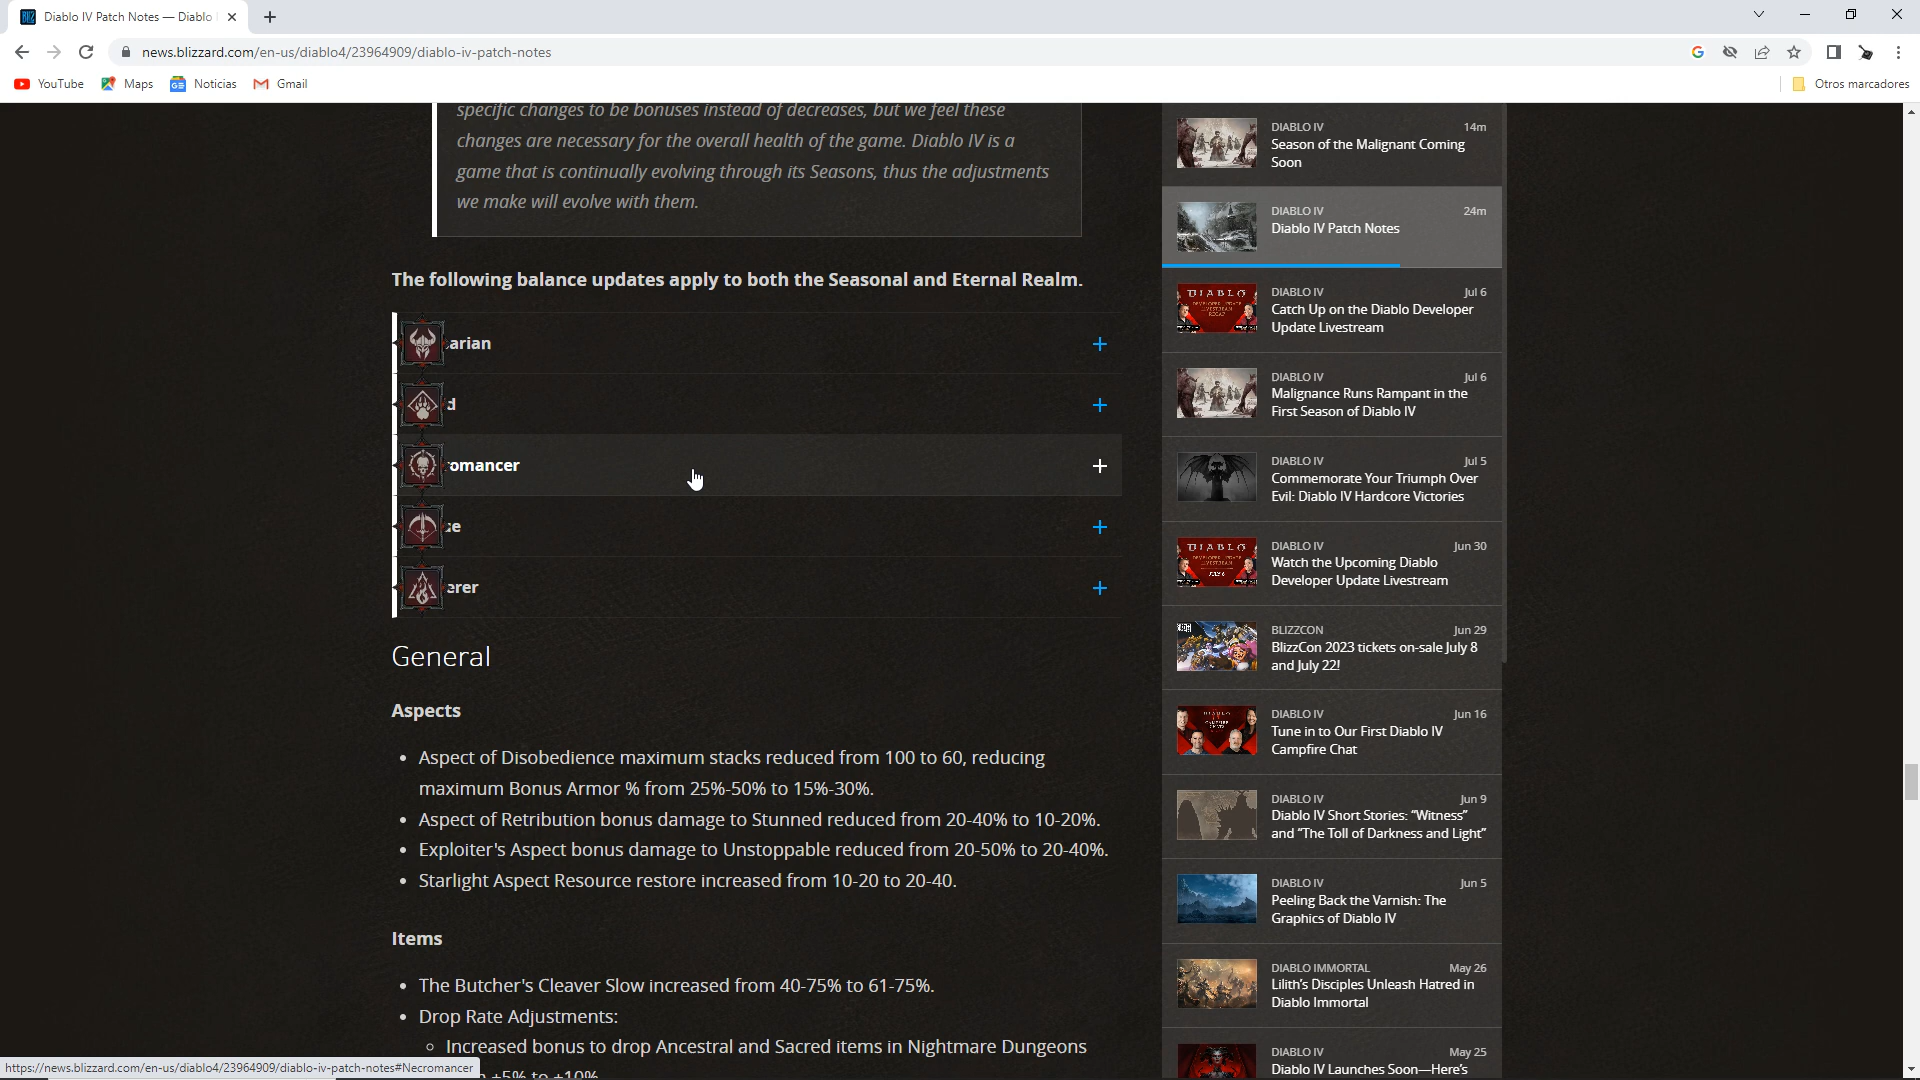 Diablo IV Patch Notes — Diablo
news.blizzard.com/en-us/diablo4/23964909/diablo-iv-patch-notes
YouTube
Maps
Noticias
Gmail
Otros marcadores
specific changes to be bonuses instead of decreases, but we feel these
changes are necessary for the overall health of the game. Diablo IV is a
game that is continually evolving through its Seasons, thus the adjustments
we make will evolve with them.
The following balance updates apply to both the Seasonal and Eternal Realm.
arian
d
omancer
erer
General
Aspects
• Aspect of Disobedience maximum stacks reduced from 100 to 60, reducing
maximum Bonus Armor % from 25%-50% to 15%-30%.
• Aspect of Retribution bonus damage to Stunned reduced from 20-40% to 10-20%.
• Exploiter's Aspect bonus damage to Unstoppable reduced from 20-50% to 20-40%.
• Starlight Aspect Resource restore increased from 10-20 to 20-40.
Items
• The Butcher's Cleaver Slow increased from 40-75% to 61-75%.
• Drop Rate Adjustments:
Increased bonus to drop Ancestral and Sacred items in Nightmare Dungeons
+5% to +10%
https://news.blizzard.com/en-us/diablo4/23964909/diablo-iv-patch-notes#Necromancer
DIABLO IV 14m
Season of the Malignant Coming
Soon
DIABLO IV 24m
Diablo IV Patch Notes
DIABLO IV Jul 6
Catch Up on the Diablo Developer
Update Livestream
DIABLO IV Jul 6
Malignance Runs Rampant in the
First Season of Diablo IV
DIABLO IV Jul 5
Commemorate Your Triumph Over
Evil: Diablo IV Hardcore Victories
DIABLO IV Jun 30
Watch the Upcoming Diablo
Developer Update Livestream
BLIZZCON Jun 29
BlizzCon 2023 tickets on-sale July 8
and July 22!
DIABLO IV Jun 16
Tune in to Our First Diablo IV
Campfire Chat
DIABLO IV Jun 9
Diablo IV Short Stories: “Witness”
and “The Toll of Darkness and Light”
DIABLO IV Jun 5
Peeling Back the Varnish: The
Graphics of Diablo IV
DIABLO IMMORTAL May 26
Lilith’s Disciples Unleash Hatred in
Diablo Immortal
DIABLO IV May 25
Diablo IV Launches Soon—Here’s